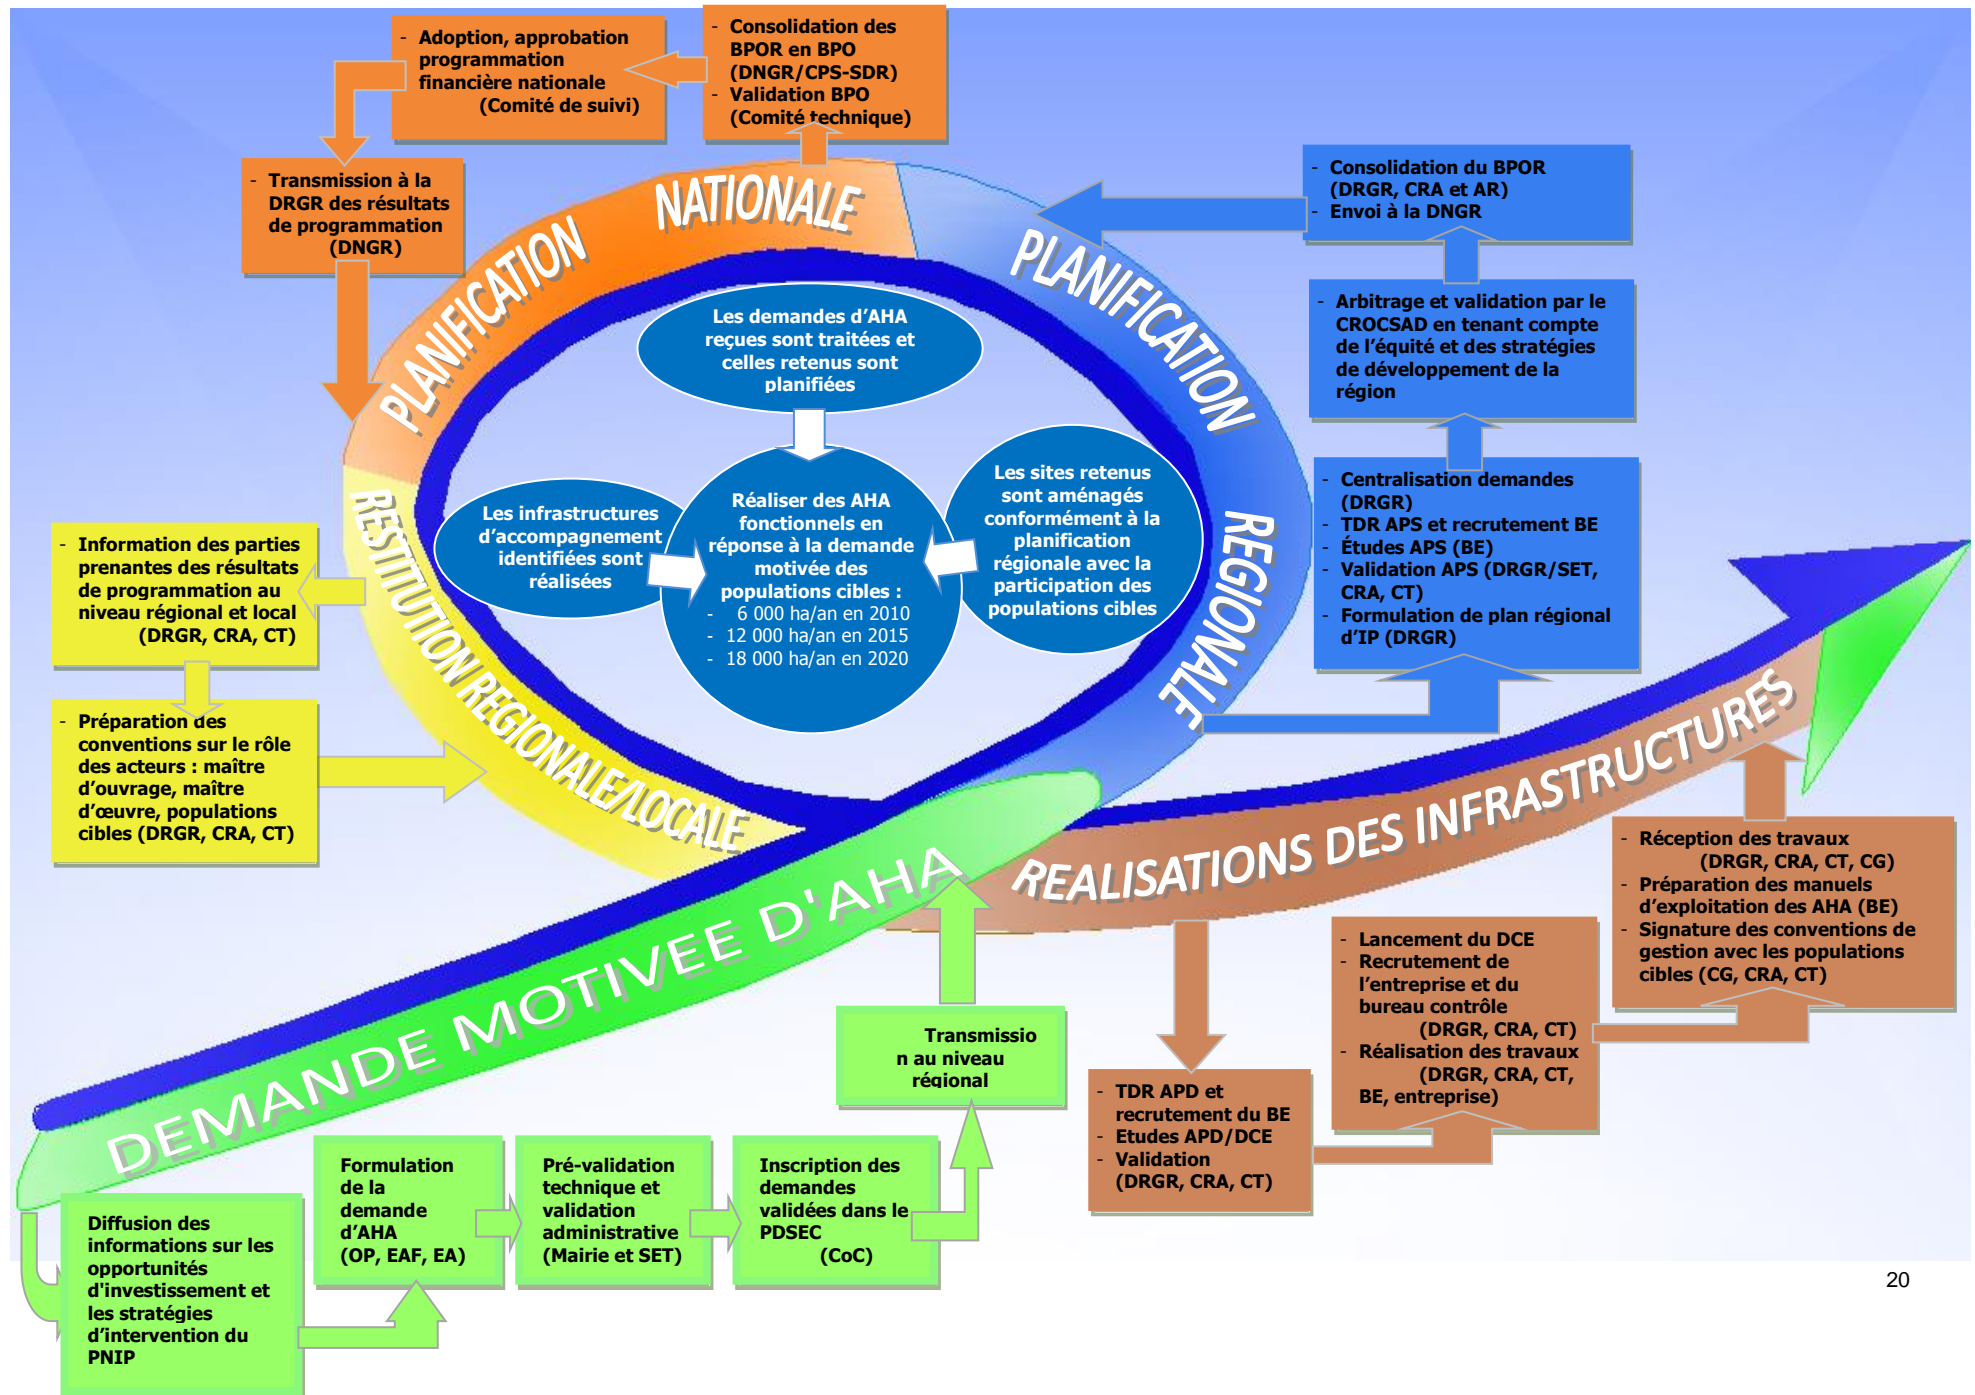 - Adoption, approbation
programmation
financière nationale
(Comité de suivi)
- Consolidation des
BPOR en BPO
(DNGR/CPS-SDR)
- Validation BPO
(Comité technique)
- Transmission à la
DRGR des résultats
de programmation
(DNGR)
- Consolidation du BPOR
(DRGR, CRA et AR)
- Envoi à la DNGR
- Arbitrage et validation par le
CROCSAD en tenant compte
de l'équité et des stratégies
de développement de la
région
- Centralisation demandes
(DRGR)
- TDR APS et recrutement BE
- Études APS (BE)
- Validation APS (DRGR/SET,
CRA, CT)
- Formulation de plan régional
d'IP (DRGR)
PLANIFICATION NATIONALE
PLANIFICATION REGIONALE
RESTITUTION REGIONALE/LOCALE
Les demandes d'AHA
reçues sont traitées et
celles retenus sont
planifiées
Les infrastructures
d'accompagnement
identifiées sont
réalisées
Réaliser des AHA
fonctionnels en
réponse à la demande
motivée des
populations cibles :
- 6 000 ha/an en 2010
- 12 000 ha/an en 2015
- 18 000 ha/an en 2020
Les sites retenus
sont aménagés
conformément à la
planification
régionale avec la
participation des
populations cibles
- Information des parties
prenantes des résultats
de programmation au
niveau régional et local
(DRGR, CRA, CT)
- Préparation des
conventions sur le rôle
des acteurs : maître
d'ouvrage, maître
d'œuvre, populations
cibles (DRGR, CRA, CT)
DEMANDE MOTIVEE D'AHA
REALISATIONS DES INFRASTRUCTURES
Diffusion des
informations sur les
opportunités
d'investissement et
les stratégies
d'intervention du
PNIP
Formulation
de la
demande
d'AHA
(OP, EAF, EA)
Pré-validation
technique et
validation
administrative
(Mairie et SET)
Inscription des
demandes
validées dans le
PDSEC
(CoC)
Transmissio
n au niveau
régional
- TDR APD et
recrutement du BE
- Etudes APD/DCE
- Validation
(DRGR, CRA, CT)
- Lancement du DCE
- Recrutement de
l'entreprise et du
bureau contrôle
(DRGR, CRA, CT)
- Réalisation des travaux
(DRGR, CRA, CT,
BE, entreprise)
- Réception des travaux
(DRGR, CRA, CT, CG)
- Préparation des manuels
d'exploitation des AHA (BE)
- Signature des conventions de
gestion avec les populations
cibles (CG, CRA, CT)
20